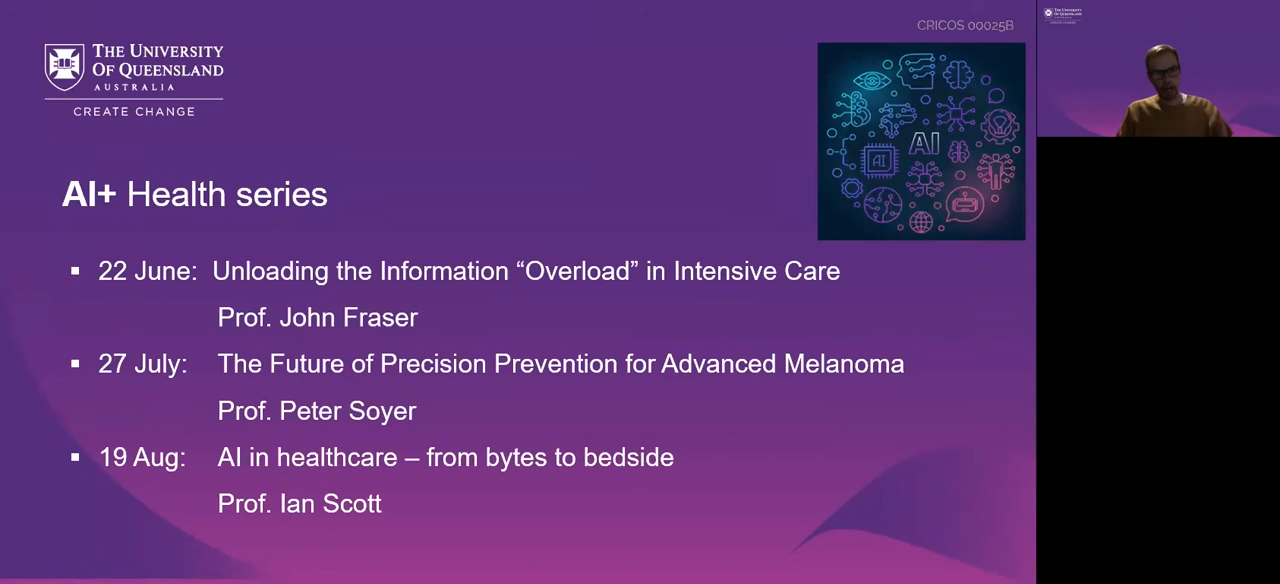 CRICOS 00025B
THE UNIVERSITY
OF QUEENSLAND
AUSTRALIA
CREATE CHANGE
AI
AI
AI+ Health series
▪ 22 June: Unloading the Information “Overload” in Intensive Care
Prof. John Fraser
▪ 27 July: The Future of Precision Prevention for Advanced Melanoma
Prof. Peter Soyer
▪ 19 Aug: AI in healthcare – from bytes to bedside
Prof. Ian Scott